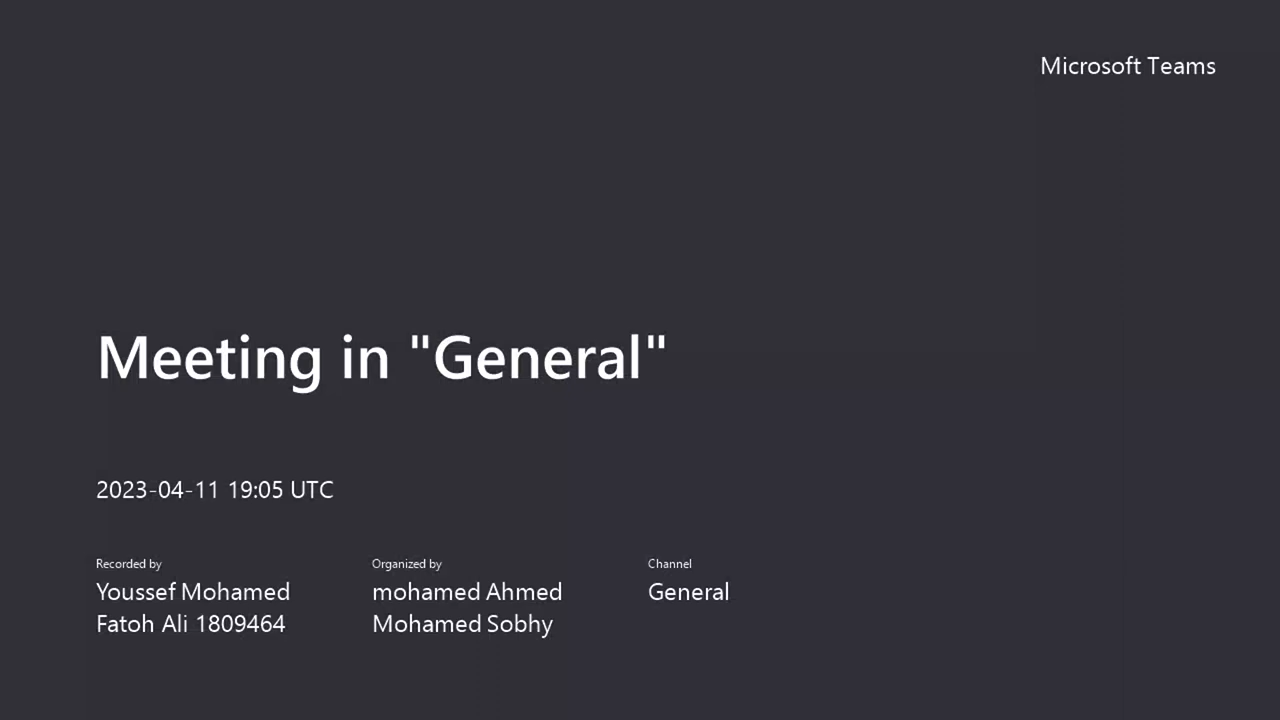 Microsoft Teams
Meeting in "General"
2023-04-11 19:05 UTC
Recorded by
Youssef Mohamed
Fatoh Ali 1809464
Organized by
mohamed Ahmed
Mohamed Sobhy
Channel
General